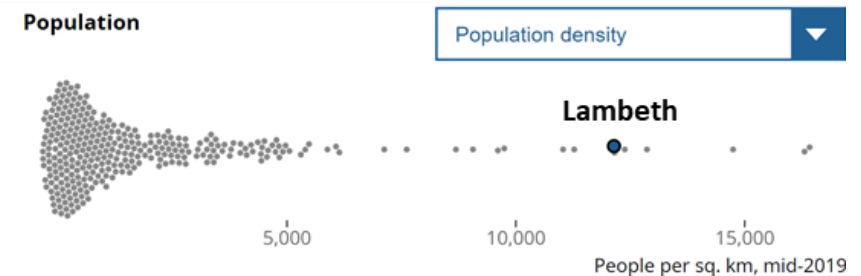 Population
Population density
Lambeth
5,000
10,000
15,000
People per sq. km, mid-2019